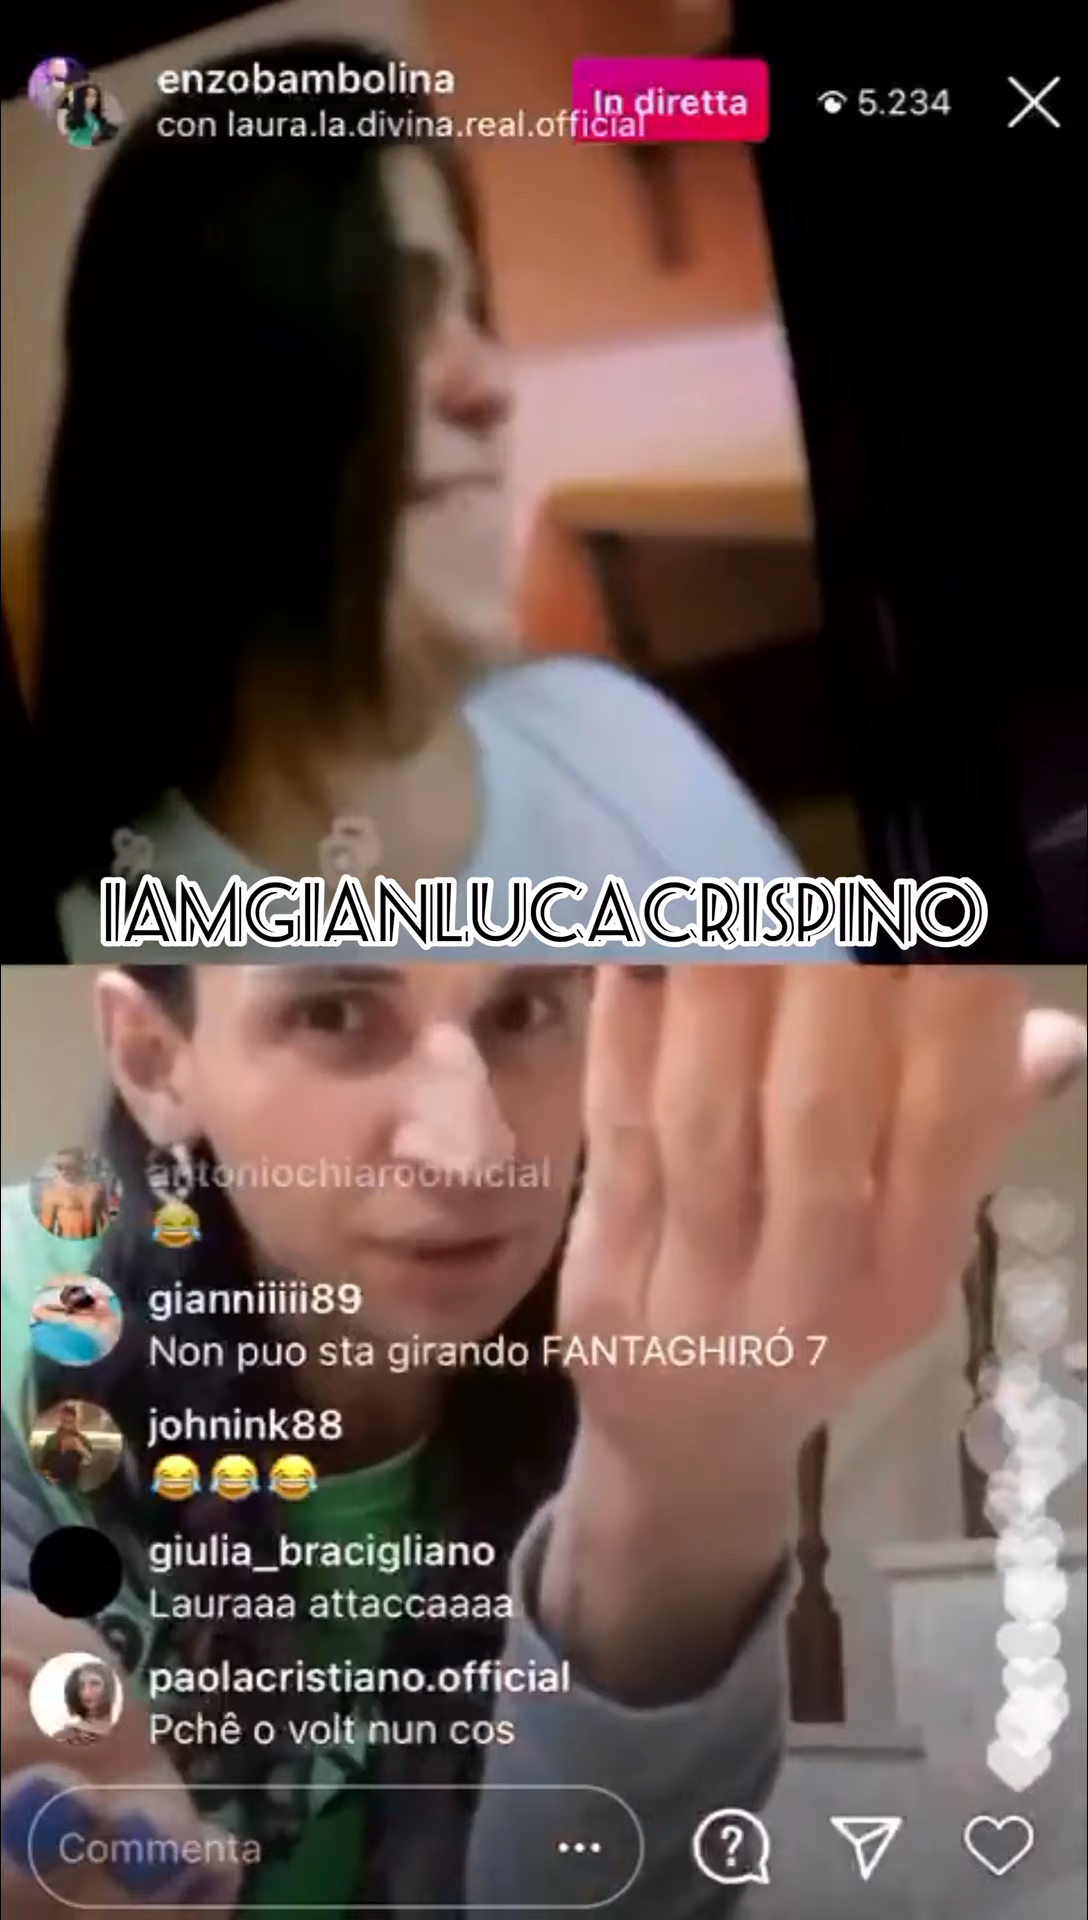 enzobambolina
con laura.la.divina.real.official
In diretta
5.234
IAMGIANLUCACRISPINO
antoniochiaroofficial
😂
gianniiiii89
Non puo sta girando FANTAGHIRÓ 7
johnink88
😂😂😂
giulia_bracigliano
Lauraaa attaccaaaa
paolacristiano.official
Pchê o volt nun cos
Commenta